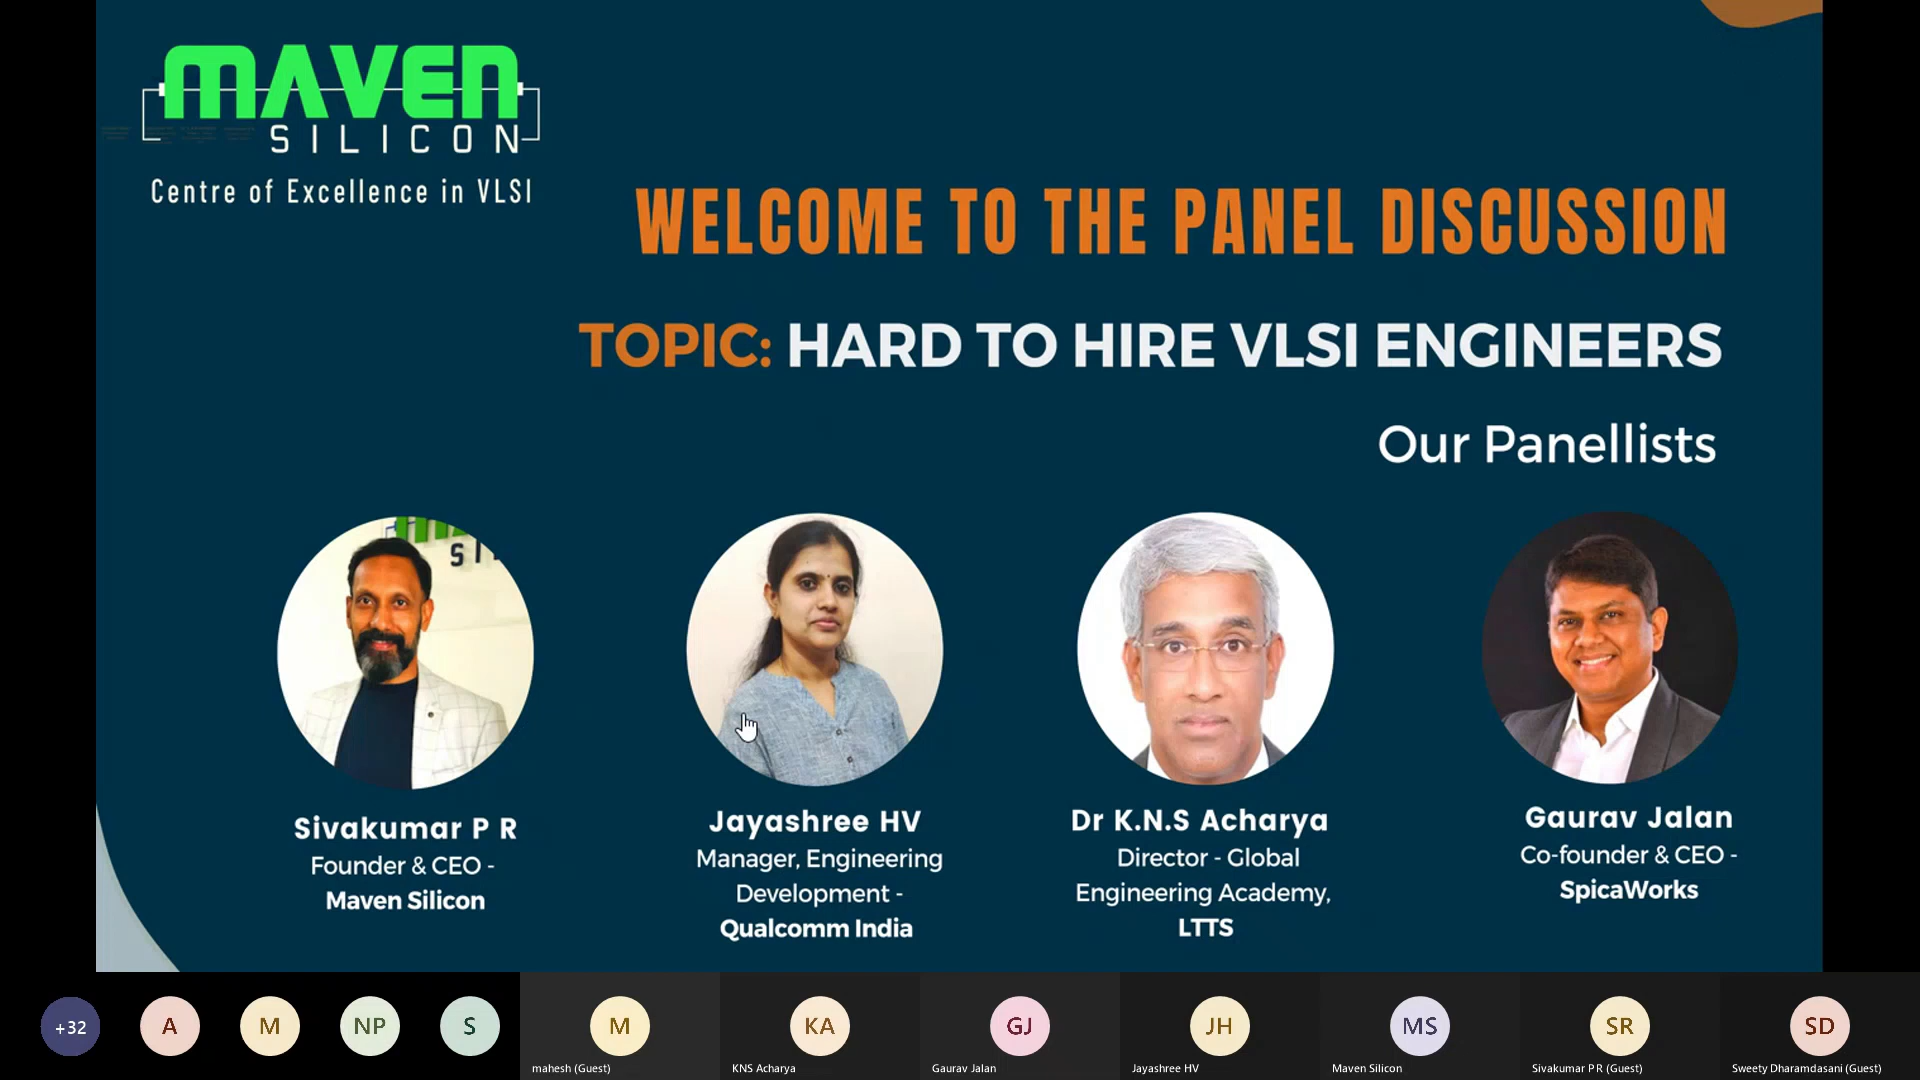 MAVEN
SILICON
Centre of Excellence in VLSI
WELCOME TO THE PANEL DISCUSSION
TOPIC: HARD TO HIRE VLSI ENGINEERS
Our Panellists
Sivakumar P R
Founder & CEO -
Maven Silicon
Jayashree HV
Manager, Engineering
Development -
Qualcomm India
Dr K.N.S Acharya
Director - Global
Engineering Academy,
LTTS
Gaurav Jalan
Co-founder & CEO -
SpicaWorks
+32
A
M
NP
S
M
mahesh (Guest)
KA
KNS Acharya
GJ
Gaurav Jalan
JH
Jayashree HV
MS
Maven Silicon
SR
Sivakumar P R (Guest)
SD
Sweety Dharamdasani (Guest)